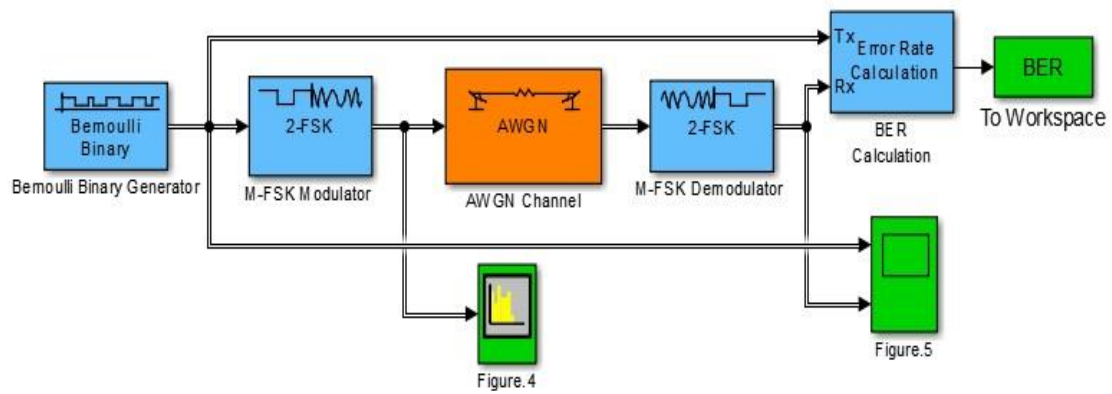 Tx
Error Rate
Calculation
Rx
BER
To Workspace
BER
Calculation
Bernoulli
Binary
Bernoulli Binary Generator
2-FSK
M-FSK Modulator
AWGN
AWGN Channel
2-FSK
M-FSK Demodulator
Figure.4
Figure.5